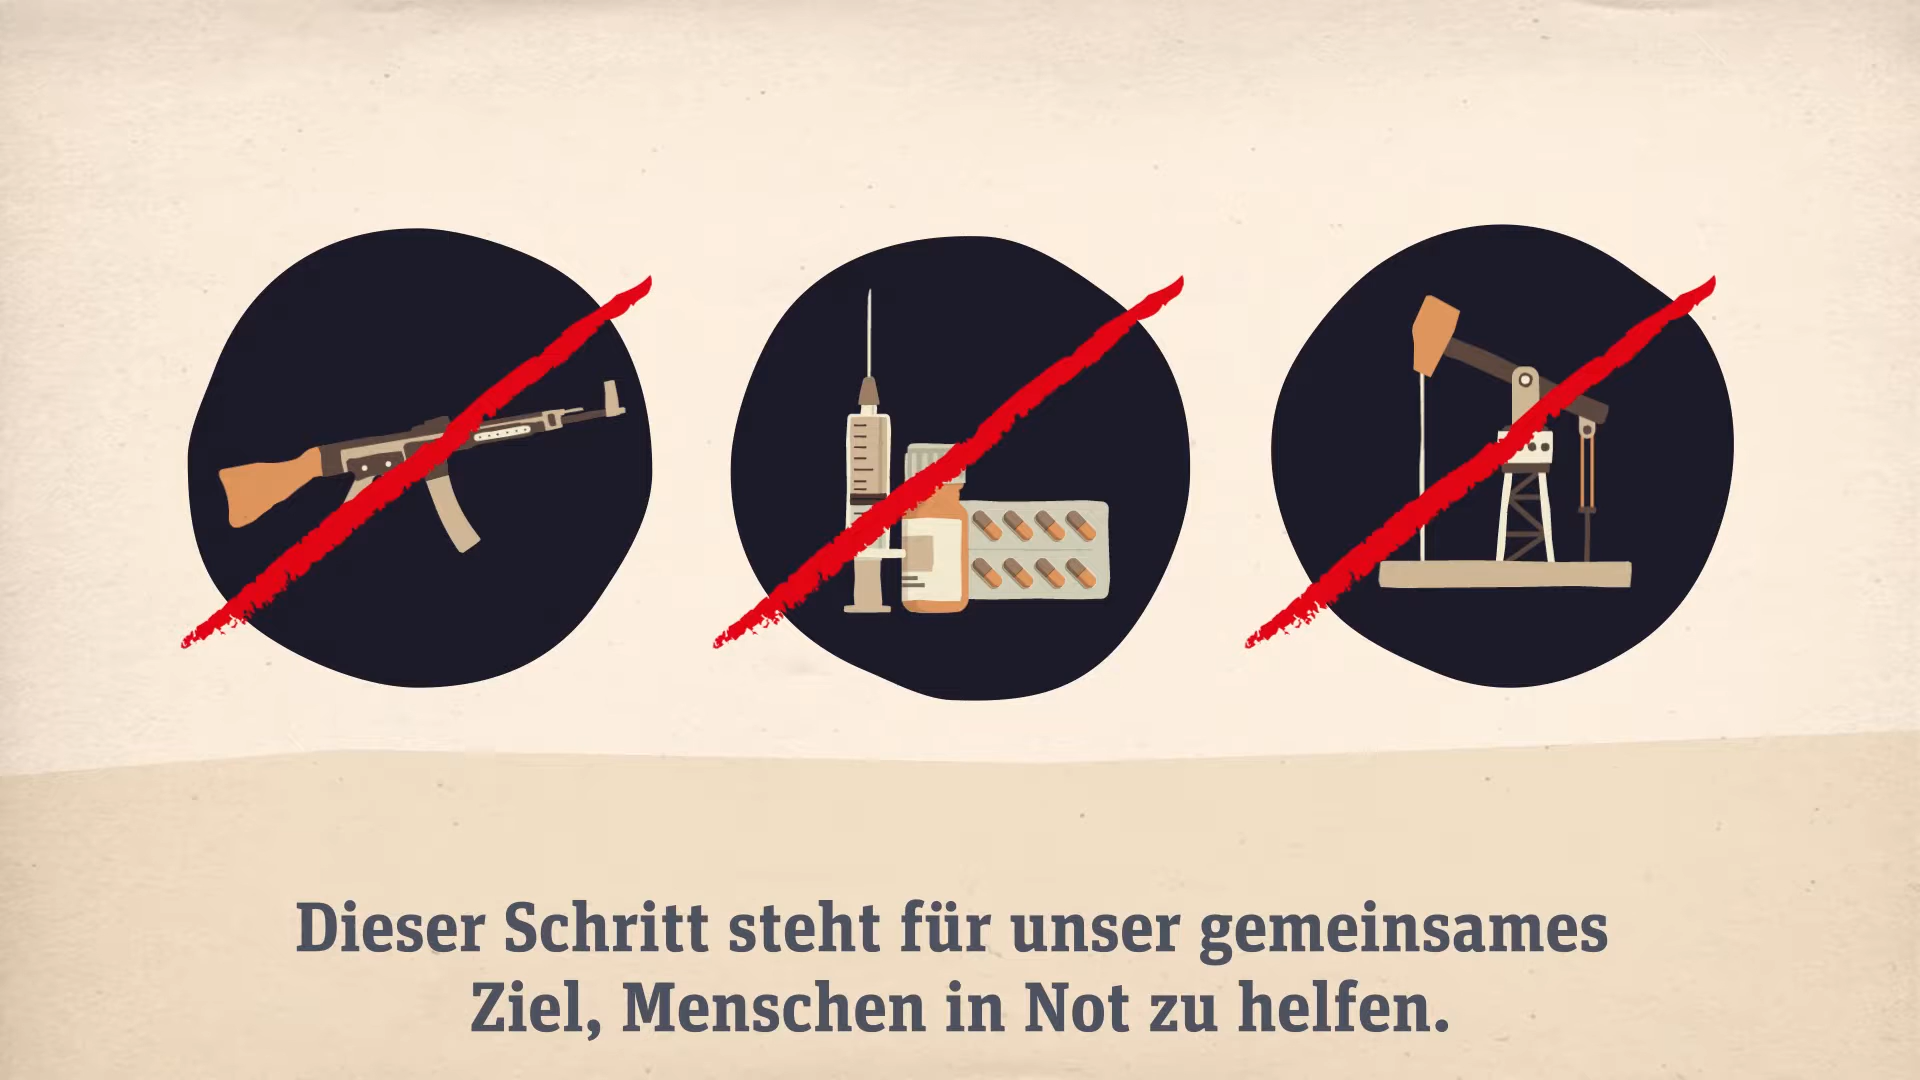 Dieser Schritt steht für unser gemeinsames
Ziel, Menschen in Not zu helfen.